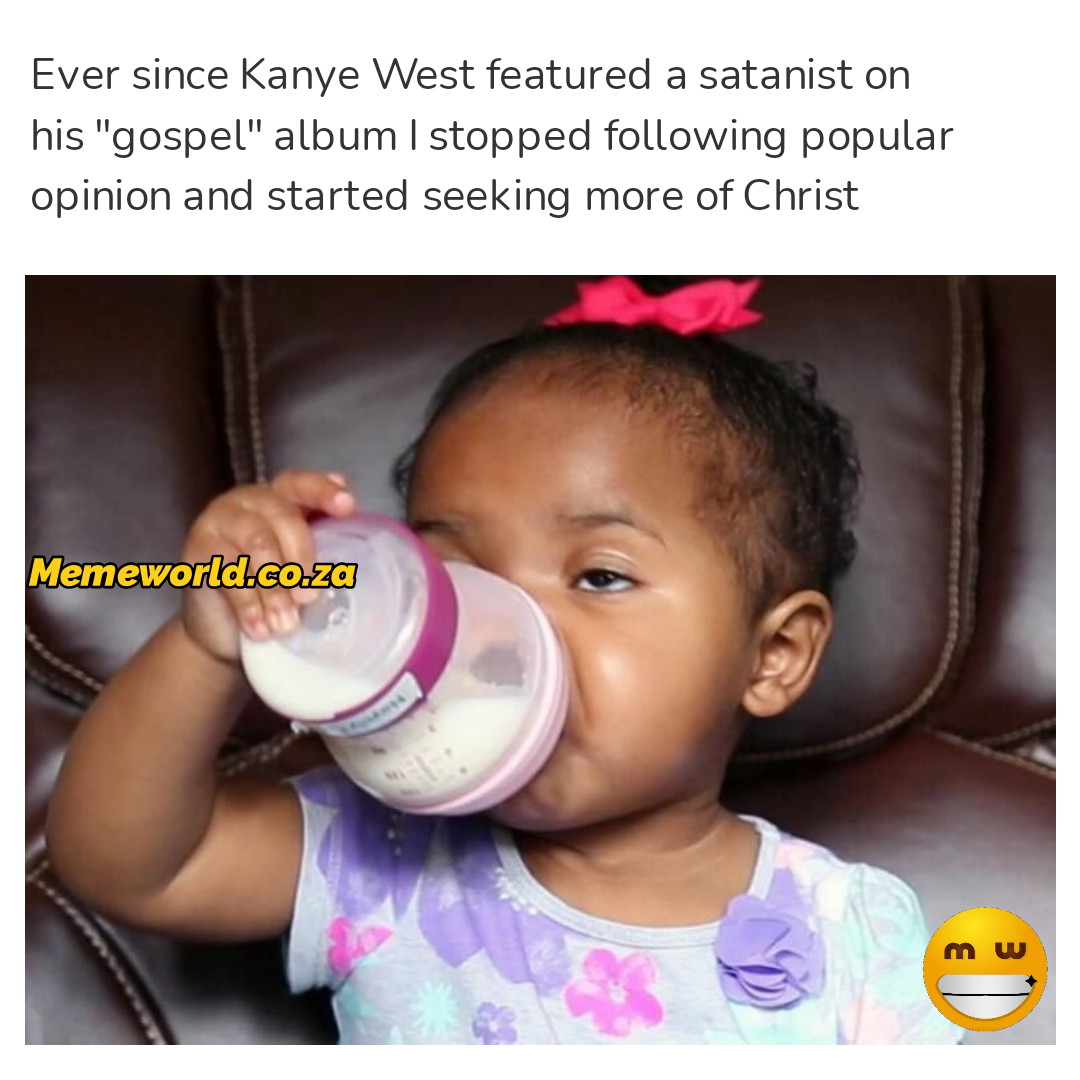 Ever since Kanye West featured a satanist on
his "gospel" album I stopped following popular
opinion and started seeking more of Christ
Memeworld.co.za
m w